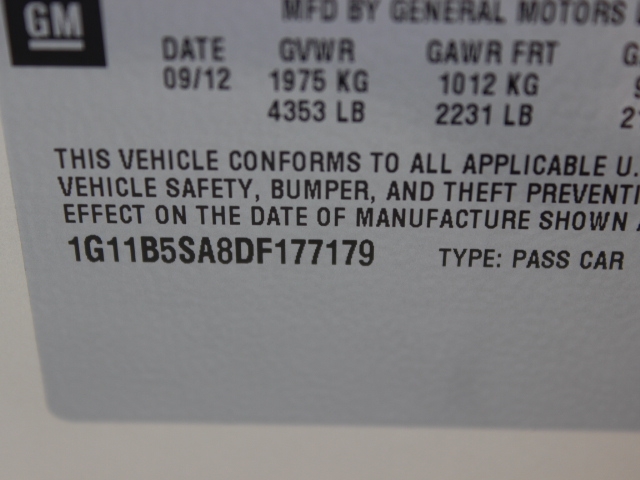 GM
MFD BY GENERAL MOTORS
DATE GVWR GAWR FRT
09/12 1975 KG 1012 KG
4353 LB 2231 LB
THIS VEHICLE CONFORMS TO ALL APPLICABLE U.
VEHICLE SAFETY, BUMPER, AND THEFT PREVENTI
EFFECT ON THE DATE OF MANUFACTURE SHOWN A
1G11B5SA8DF177179 TYPE: PASS CAR